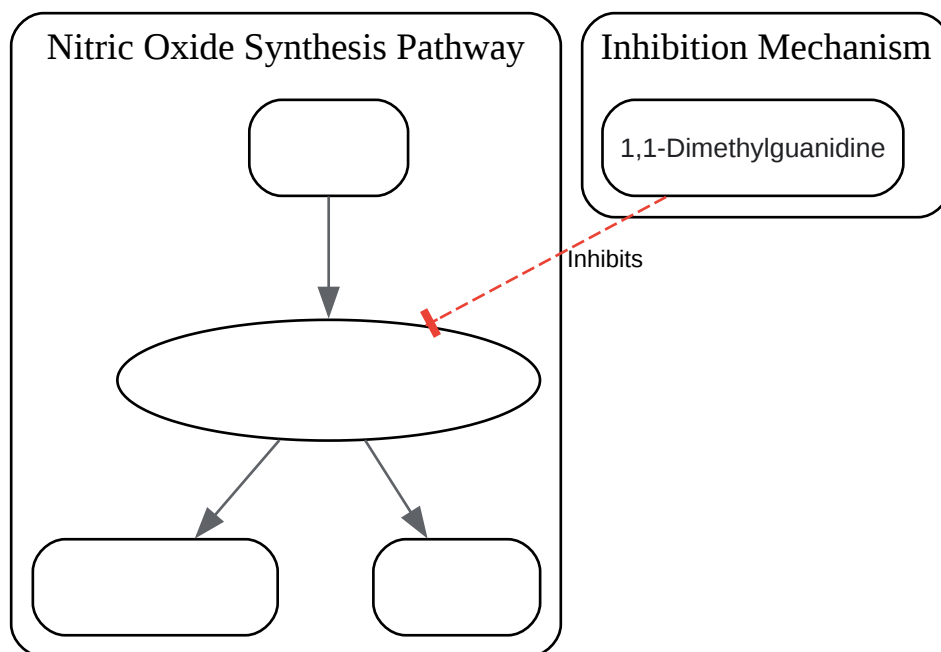 Nitric Oxide Synthesis Pathway
Inhibition Mechanism
1,1-Dimethylguanidine
Inhibits